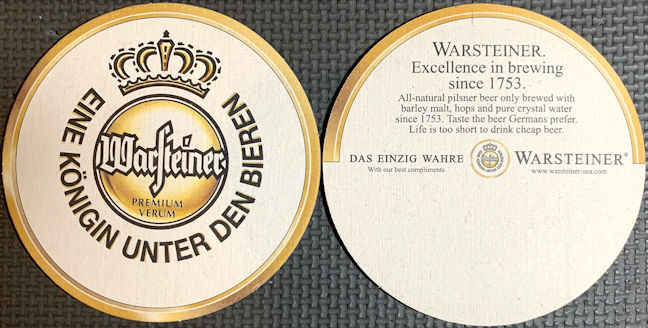 EINE KÖNIGIN UNTER DEN BIEREN
Warsteiner
PREMIUM
VERUM
WARSTEINER.
Excellence in brewing
since 1753.
All-natural pilsner beer only brewed with
barley malt, hops and pure crystal water
since 1753. Taste the beer Germans prefer.
Life is too short to drink cheap beer.
DAS EINZIG WAHRE WARSTEINER®
With our best compliments www.warsteiner-usa.com